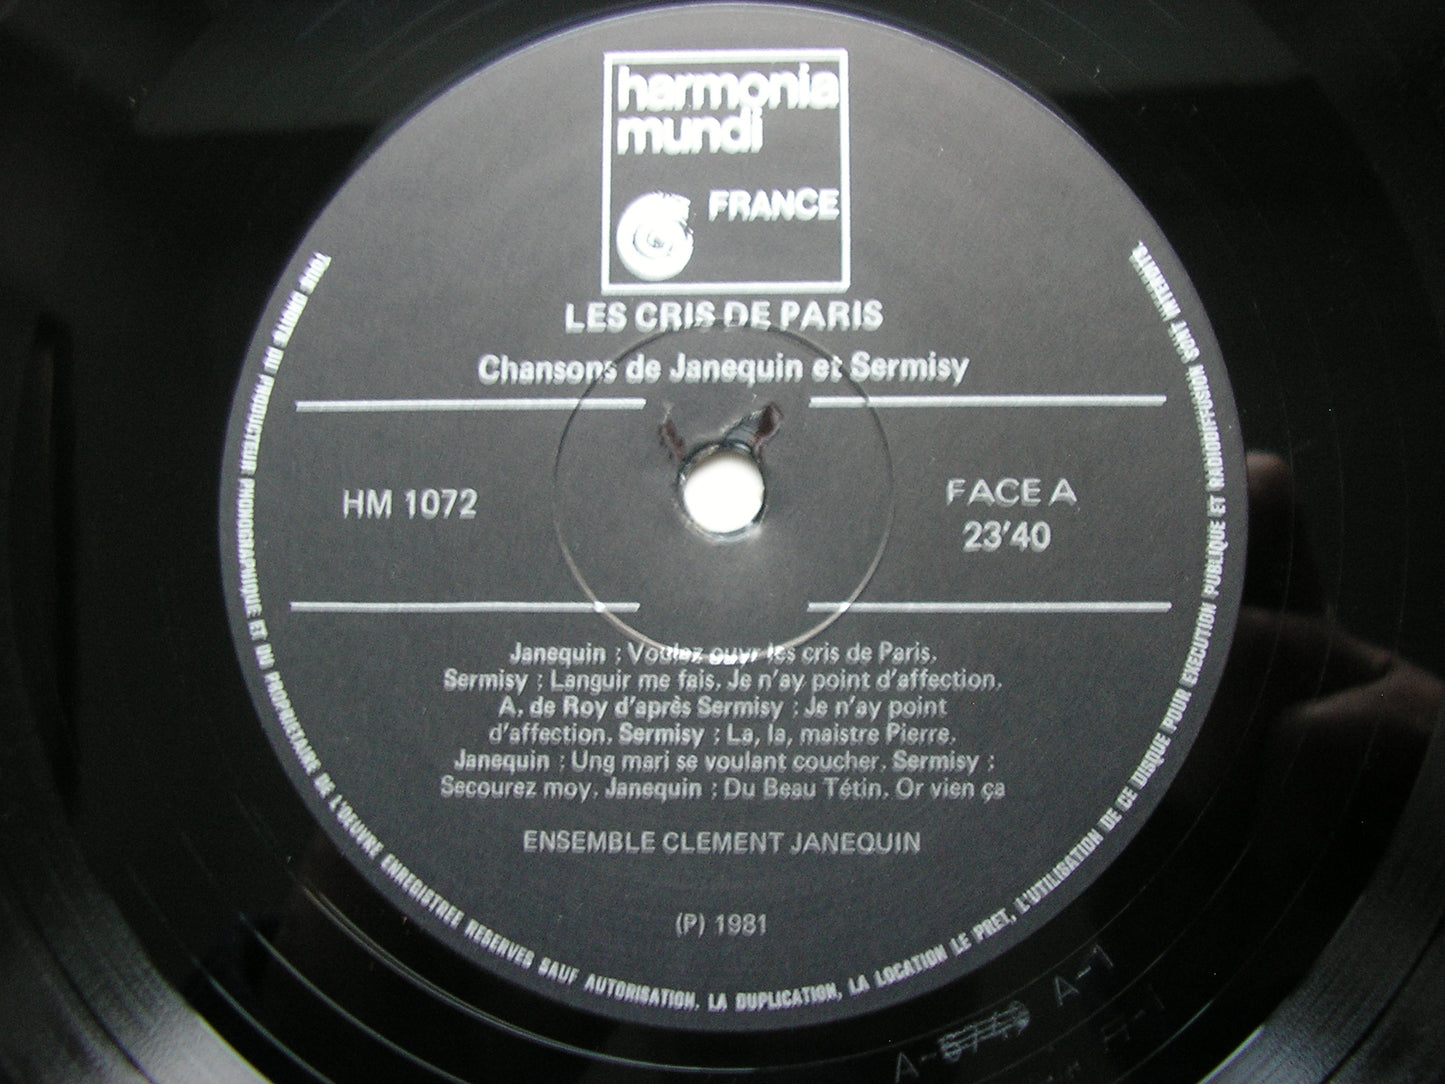 harmonia
mundi
FRANCE
LES CRIS DE PARIS
Chansons de Janequin et Sermisy
HM 1072
FACE A
23'40
Janequin : Voulez ouyr les cris de Paris.
Sermisy : Languir me fais. Je n'ay point d'affection.
A. de Roy d'après Sermisy : Je n'ay point
d'affection. Sermisy : La, la, maistre Pierre.
Janequin : Ung mari se voulant coucher. Sermisy :
Secourez moy. Janequin : Du Beau Tétin. Or vien ça
ENSEMBLE CLEMENT JANEQUIN
(P) 1981
TOUS DROITS DU PRODUCTEUR PHONOGRAPHIQUE ET DU PROPRIETAIRE DE L'OEUVRE ENREGISTREE RESERVES SAUF AUTORISATION, LA DUPLICATION, LA LOCATION LE PRET, L'UTILISATION DE CE DISQUE POUR EXECUTION PUBLIQUE ET RADIODIFFUSION SONT INTERDITS.
A-1